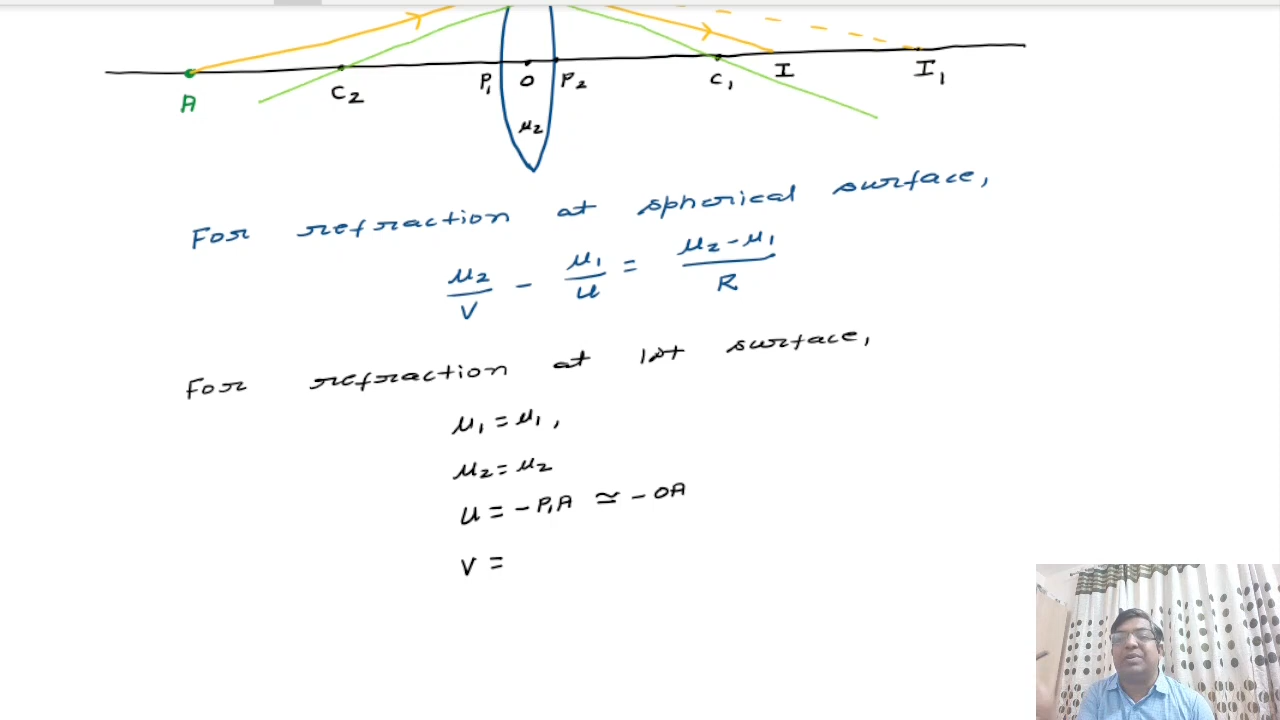 A C₂ P₁ O P₂ C₁ I I₁
μ₂
For refraction at spherical surface,
μ₂/V - μ₁/u = μ₂-μ₁/R
For refraction at 1st surface,
μ₁ = μ₁,
μ₂ = μ₂
u = - P₁A ≃ - OA
V =